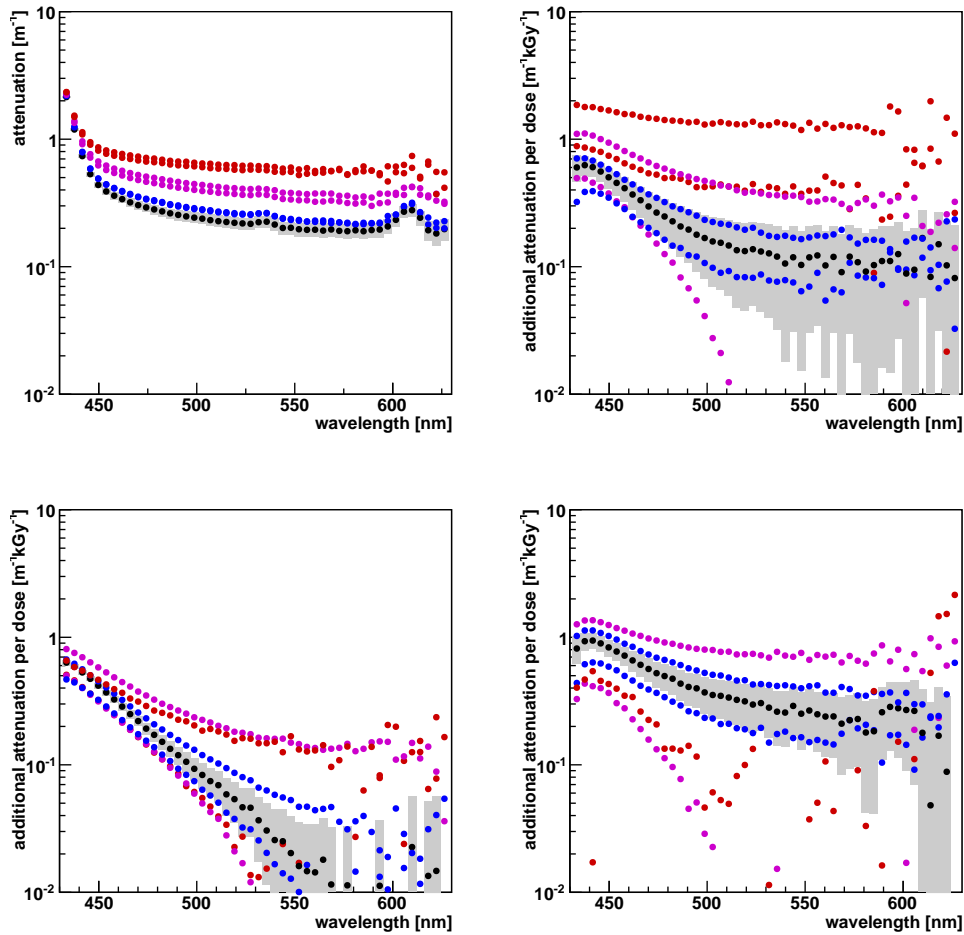 attenuation [m⁻¹]
10
1
10⁻¹
10⁻²
450 500 550 600
wavelength [nm]
additional attenuation per dose [m⁻¹kGy⁻¹]
10
1
10⁻¹
10⁻²
450 500 550 600
wavelength [nm]
additional attenuation per dose [m⁻¹kGy⁻¹]
10
1
10⁻¹
10⁻²
450 500 550 600
wavelength [nm]
additional attenuation per dose [m⁻¹kGy⁻¹]
10
1
10⁻¹
10⁻²
450 500 550 600
wavelength [nm]